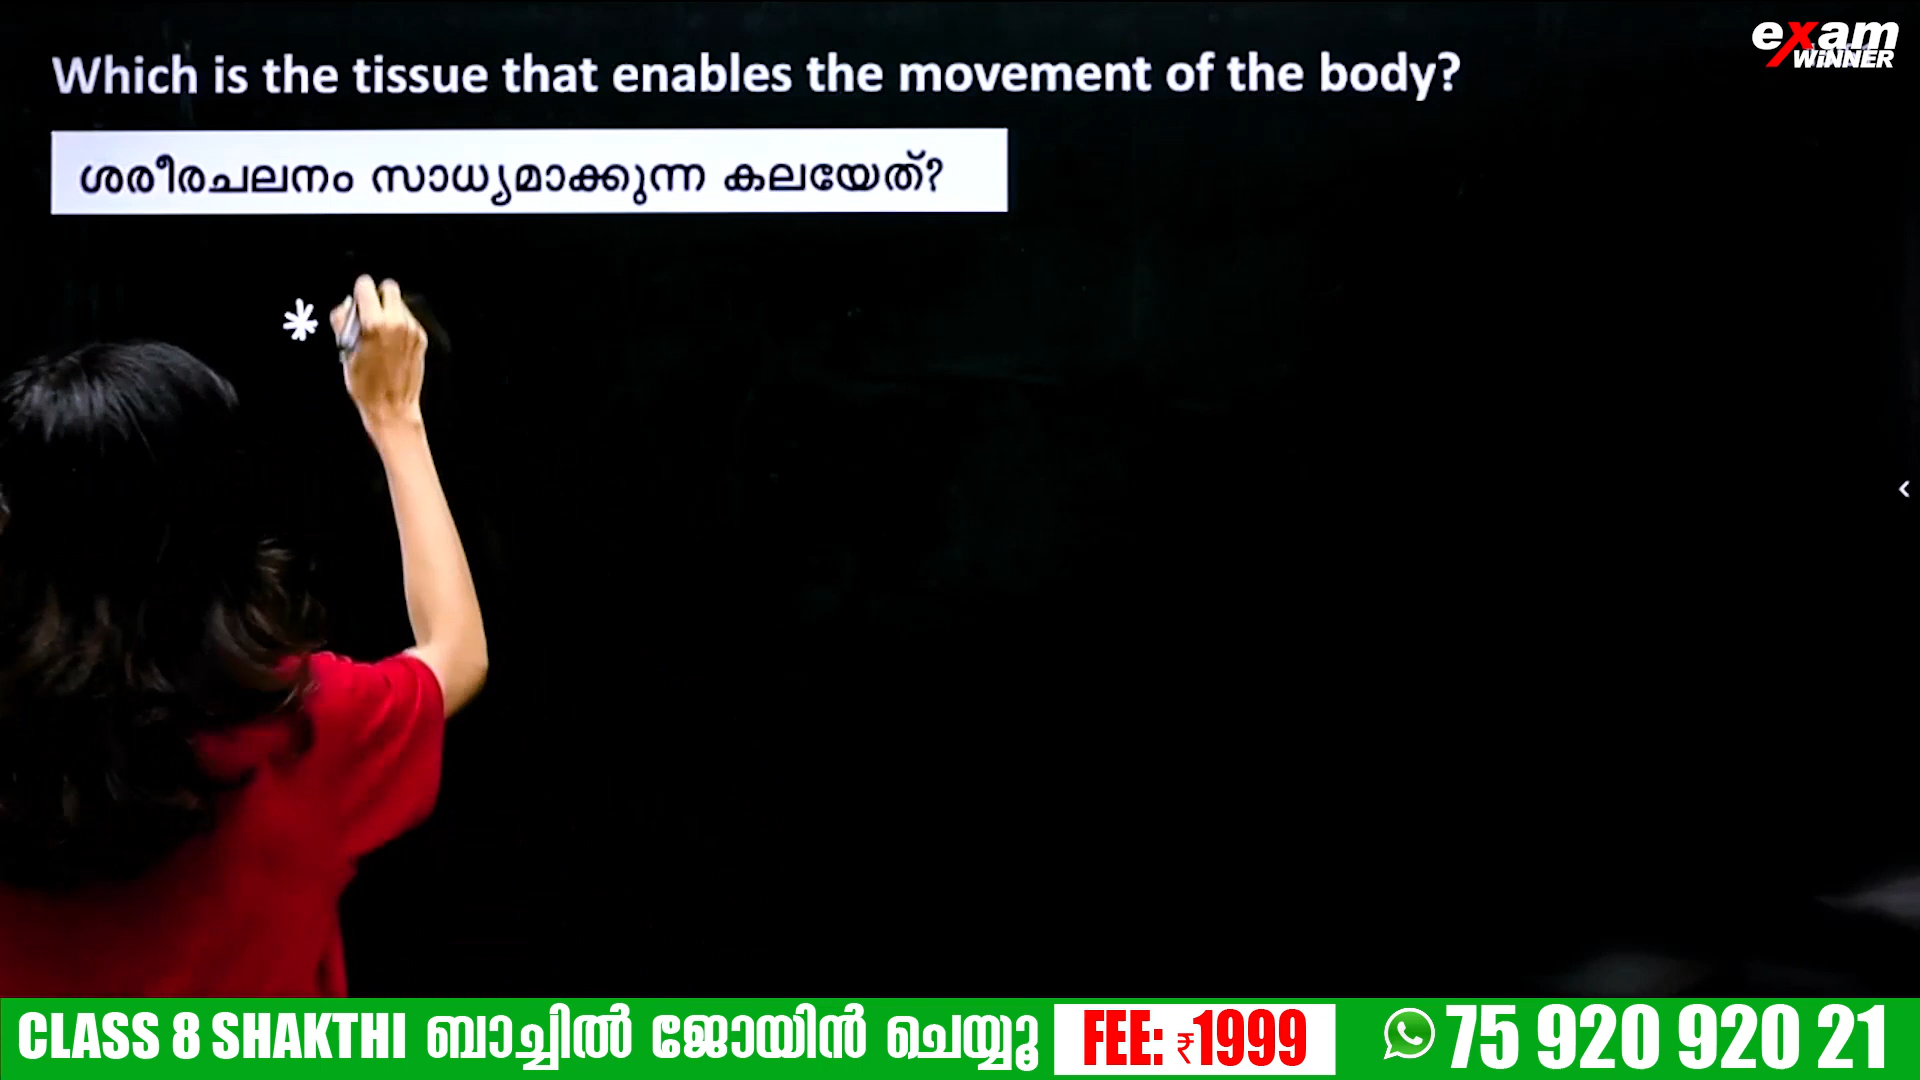 Which is the tissue that enables the movement of the body?
exam
WiNNER
ശരീരചലനം സാധ്യമാക്കുന്ന കലയേത്?
*
CLASS 8 SHAKTHI ബാച്ചിൽ ജോയിൻ ചെയ്യൂ FEE: ₹1999 75 920 920 21